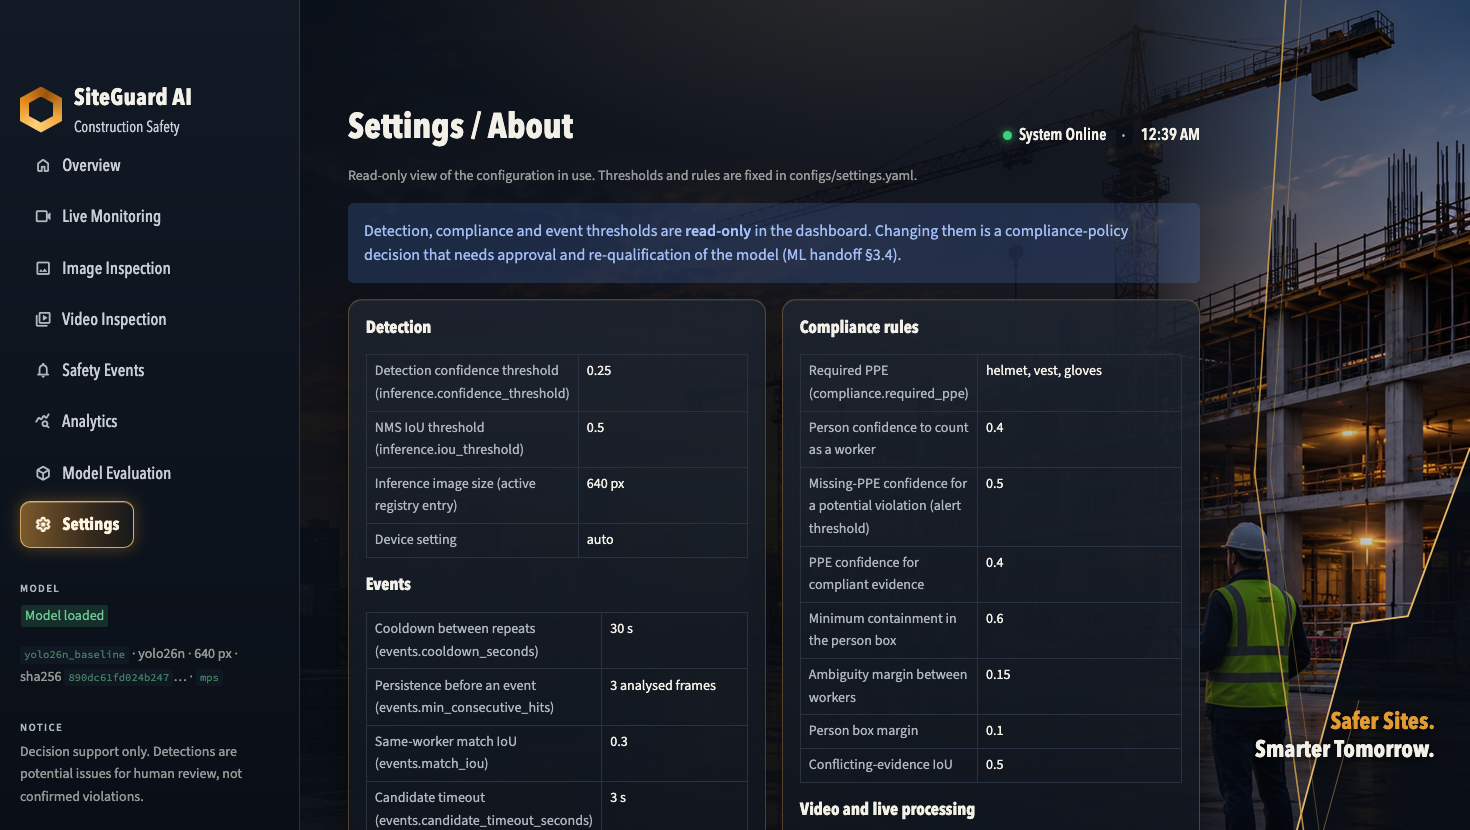 SiteGuard AI
Construction Safety
Overview
Live Monitoring
Image Inspection
Video Inspection
Safety Events
Analytics
Model Evaluation
Settings
MODEL
Model loaded
yolo26n_baseline · yolo26n · 640 px ·
sha256 890dc61fd024b247 … · mps
NOTICE
Decision support only. Detections are
potential issues for human review, not
confirmed violations.
Settings / About
System Online · 12:39 AM
Read-only view of the configuration in use. Thresholds and rules are fixed in configs/settings.yaml.
Detection, compliance and event thresholds are read-only in the dashboard. Changing them is a compliance-policy
decision that needs approval and re-qualification of the model (ML handoff §3.4).
Detection
Detection confidence threshold 0.25
(inference.confidence_threshold)
NMS IoU threshold 0.5
(inference.iou_threshold)
Inference image size (active 640 px
registry entry)
Device setting auto
Events
Cooldown between repeats 30 s
(events.cooldown_seconds)
Persistence before an event 3 analysed frames
(events.min_consecutive_hits)
Same-worker match IoU 0.3
(events.match_iou)
Candidate timeout 3 s
(events.candidate_timeout_seconds)
Compliance rules
Required PPE helmet, vest, gloves
(compliance.required_ppe)
Person confidence to count 0.4
as a worker
Missing-PPE confidence for 0.5
a potential violation (alert
threshold)
PPE confidence for 0.4
compliant evidence
Minimum containment in 0.6
the person box
Ambiguity margin between 0.15
workers
Person box margin 0.1
Conflicting-evidence IoU 0.5
Video and live processing
Safer Sites.
Smarter Tomorrow.